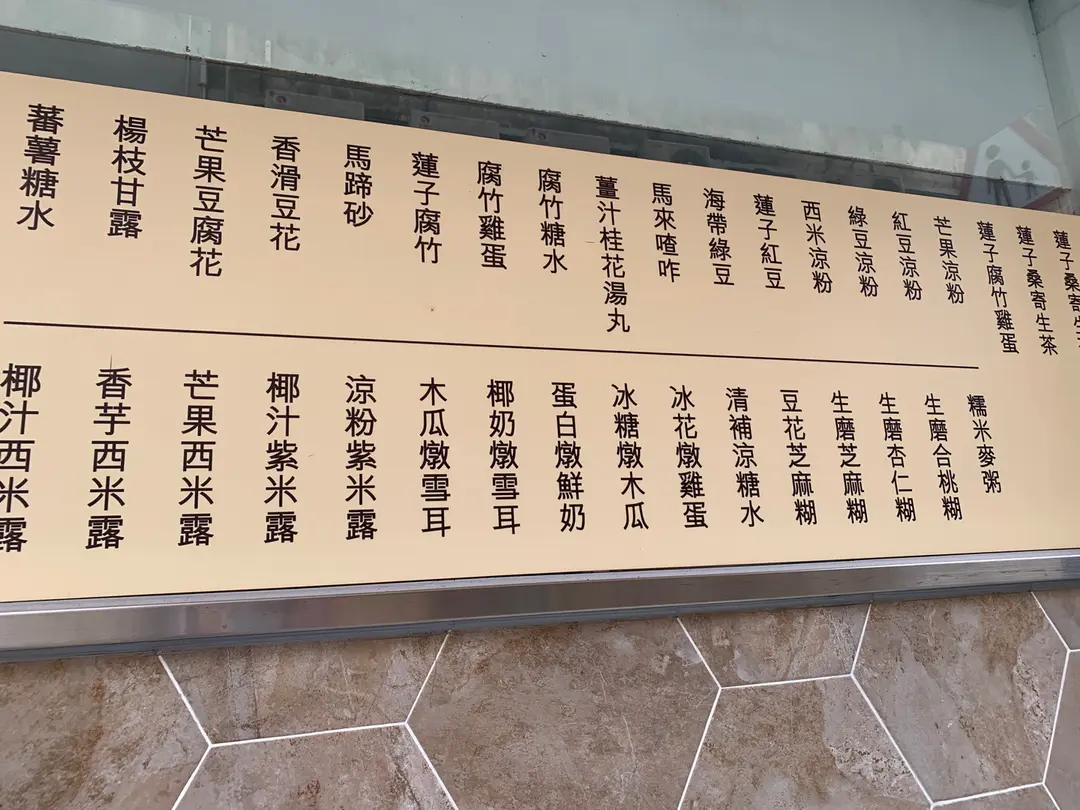 蓮子桑寄生
蓮子桑寄生茶
蓮子腐竹雞蛋
芒果涼粉
紅豆涼粉
綠豆涼粉
西米涼粉
蓮子紅豆
海帶綠豆
馬來喳咋
薑汁桂花湯丸
腐竹糖水
腐竹雞蛋
蓮子腐竹
馬蹄砂
香滑豆花
芒果豆腐花
楊枝甘露
蕃薯糖水
糯米麥粥
生磨合桃糊
生磨杏仁糊
生磨芝麻糊
豆花芝麻糊
清補涼糖水
冰花燉雞蛋
冰糖燉木瓜
蛋白燉鮮奶
椰奶燉雪耳
木瓜燉雪耳
涼粉紫米露
椰汁紫米露
芒果西米露
香芋西米露
椰汁西米露